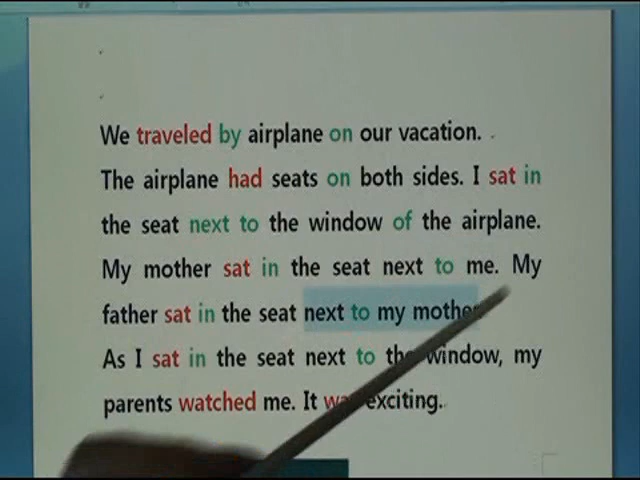 We traveled by airplane on our vacation.
The airplane had seats on both sides. I sat in
the seat next to the window of the airplane.
My mother sat in the seat next to me. My
father sat in the seat next to my mother
As I sat in the seat next to the window, my
parents watched me. It was exciting.